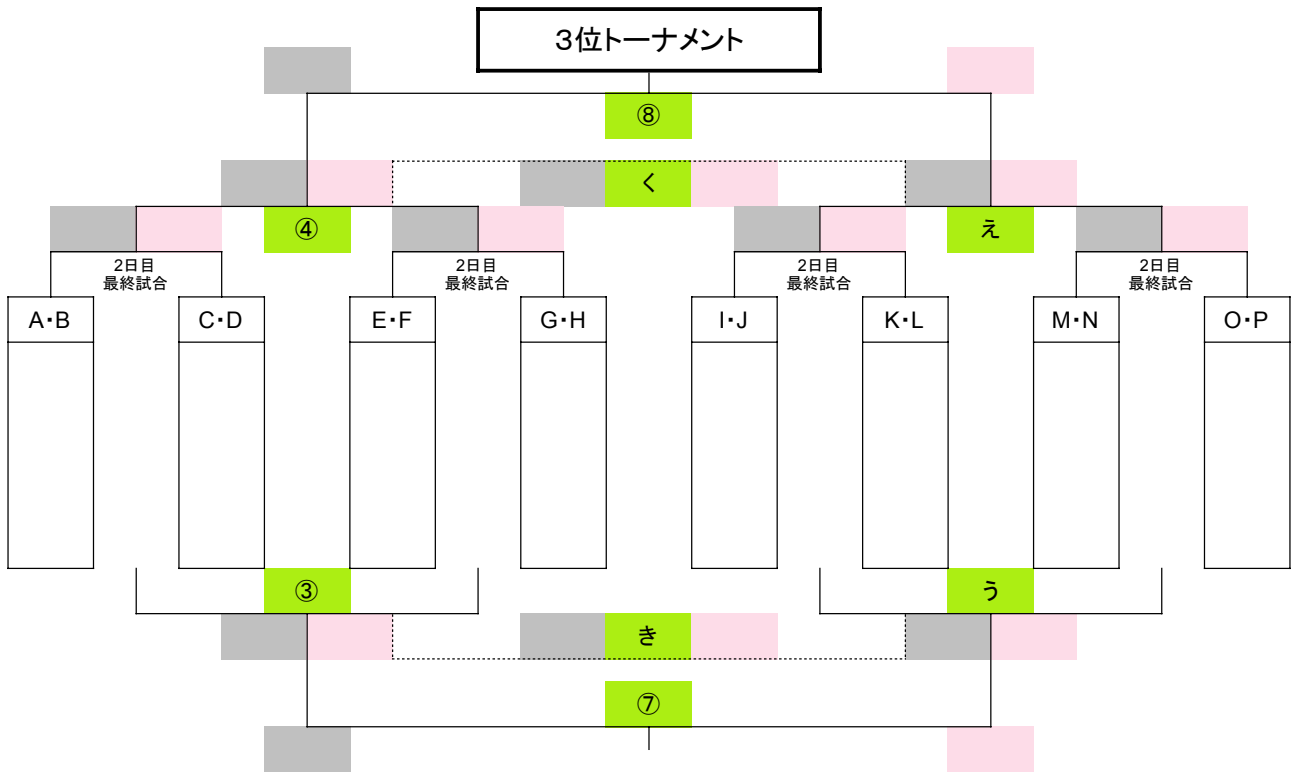 ３位トーナメント
⑧
く
④
え
2日目
最終試合
2日目
最終試合
2日目
最終試合
2日目
最終試合
A・B
C・D
E・F
G・H
I・J
K・L
M・N
O・P
③
う
き
⑦